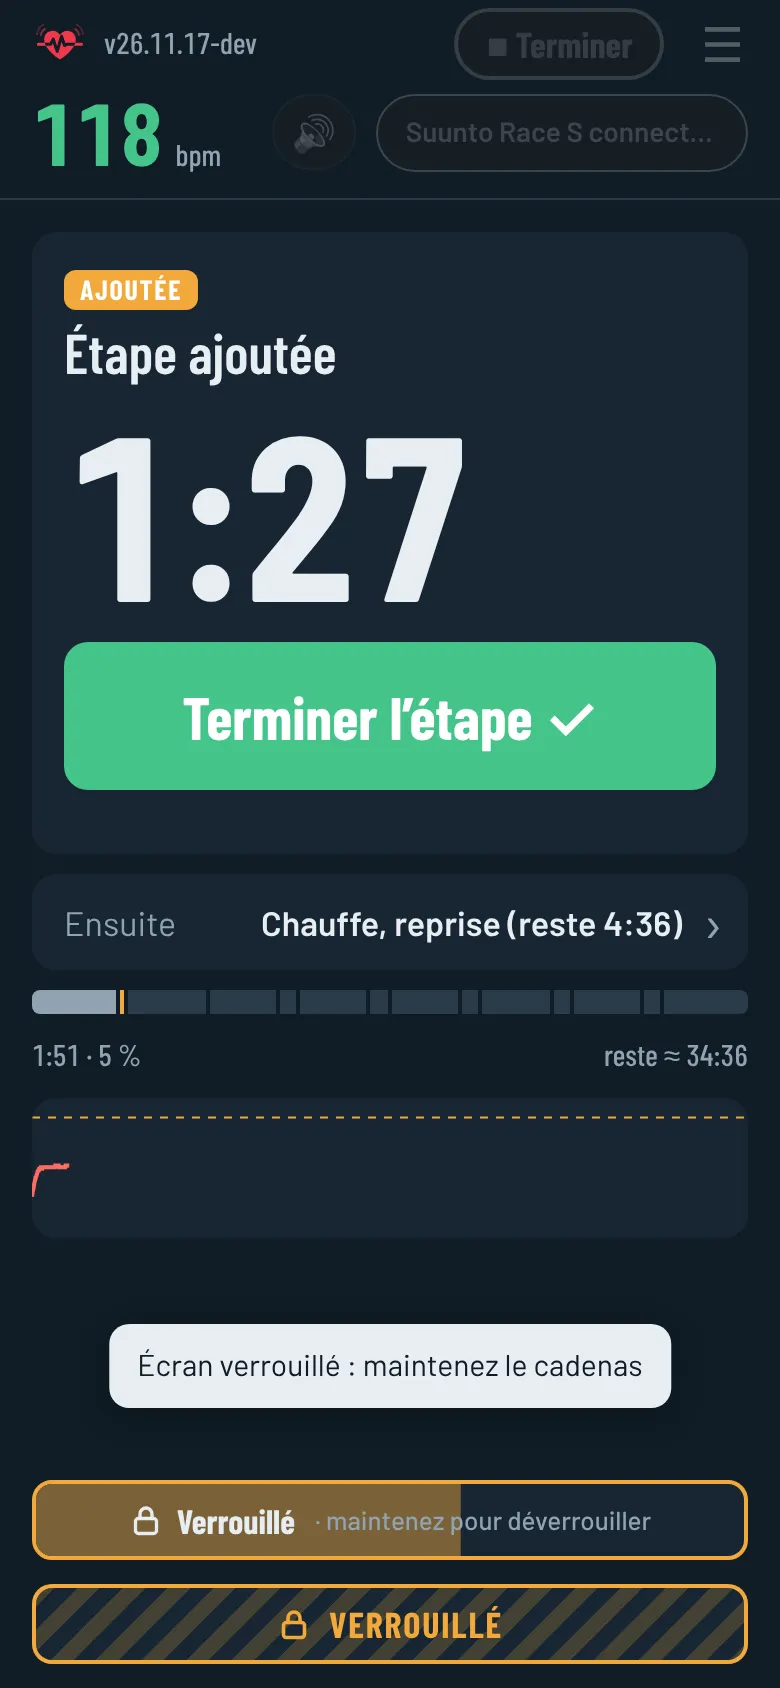 v26.11.17-dev
■ Terminer
118 bpm
Suunto Race S connect...
AJOUTÉE
Étape ajoutée
1:27
Terminer l’étape ✓
Ensuite Chauffe, reprise (reste 4:36) ›
1:51 · 5 % reste ≈ 34:36
Écran verrouillé : maintenez le cadenas
Verrouillé · maintenez pour déverrouiller
VERROUILLÉ